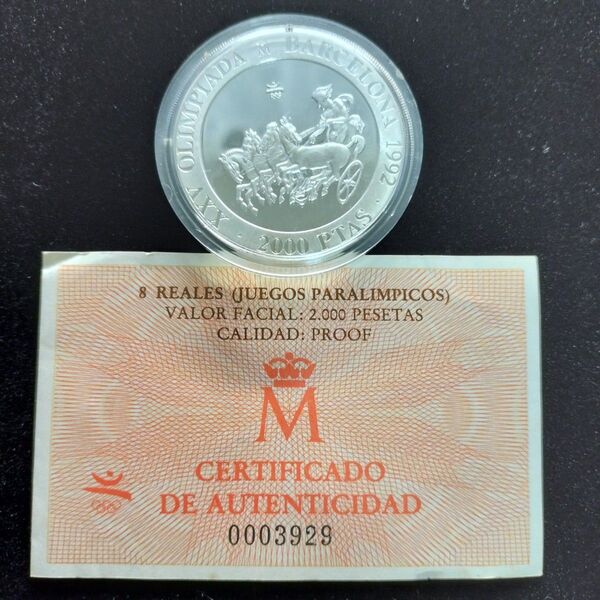 XXV · OLIMPIADA M BARCELONA 1992 ·
2000 PTAS
8 REALES (JUEGOS PARALIMPICOS)
VALOR FACIAL: 2.000 PESETAS
CALIDAD: PROOF
M
CERTIFICADO
DE AUTENTICIDAD
0003929